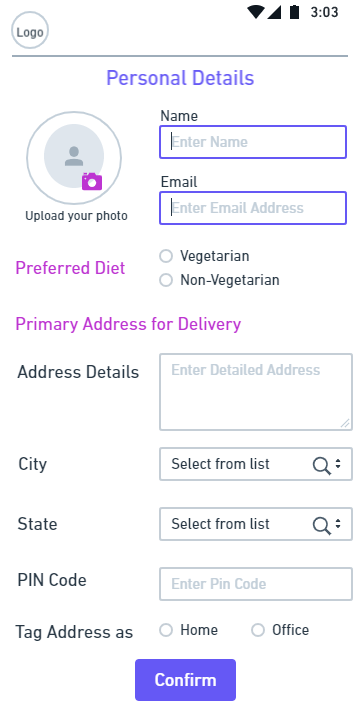 3:03
Logo
Personal Details
Name
Enter Name
Email
Enter Email Address
Upload your photo
Preferred Diet
Vegetarian
Non-Vegetarian
Primary Address for Delivery
Address Details
Enter Detailed Address
City
Select from list
State
Select from list
PIN Code
Enter Pin Code
Tag Address as
Home
Office
Confirm